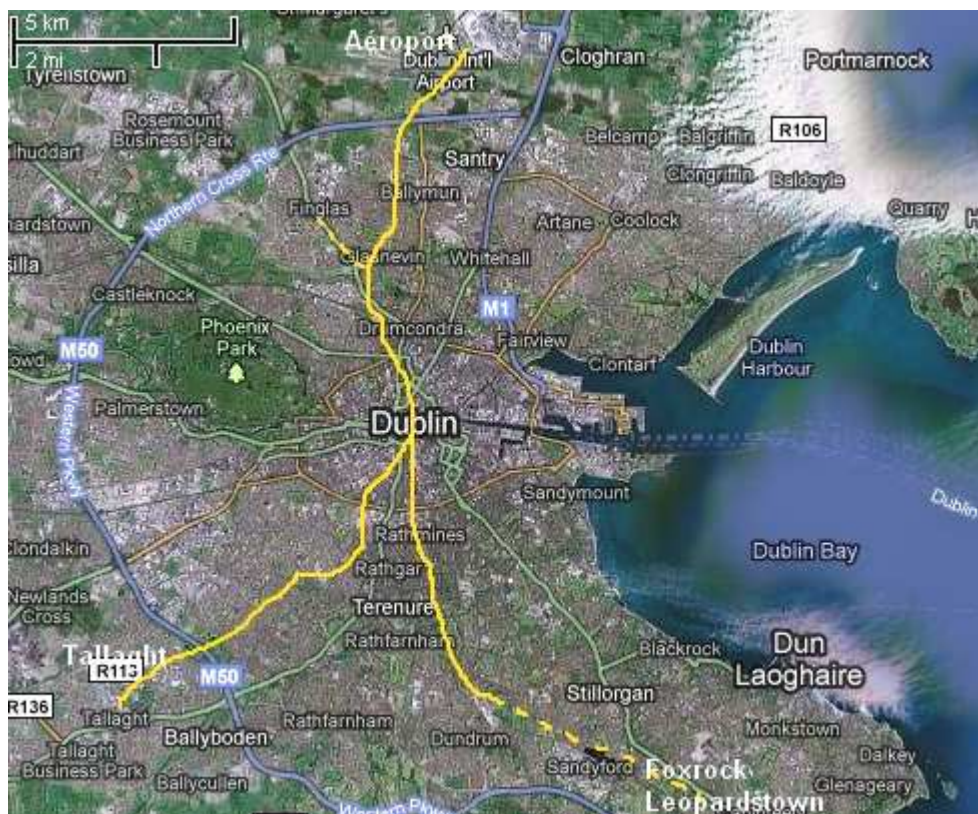 5 km
2 mi
Aéroport
Dublin Int'l
Airport
Cloghran
Portmarnock
Tyrellstown
Rosemount
Business Park
Belcamp
Balgriffin
R106
Santry
Clongriffin
Baldoyle
Northern Cross Rte
Ballymun
Finglas
Artane
Coolock
Quarry
Glasnevin
Whitehall
Castleknock
M1
Phoenix
Park
Drumcondra
Fairview
M50
Clontarf
Dublin
Harbour
Palmerstown
Dublin
Sandymount
Dublin
Rathmines
Dublin Bay
Rathgar
Newlands
Cross
Terenure
Rathfarnham
Blackrock
Dun
Laoghaire
Tallaght
R113
M50
Stillorgan
R136
Tallaght
Rathfarnham
Monkstown
Ballyboden
Dundrum
Dalkey
Tallaght
Business Park
Sandyford
Foxrock
Ballycullen
Glenageary
Leopardstown